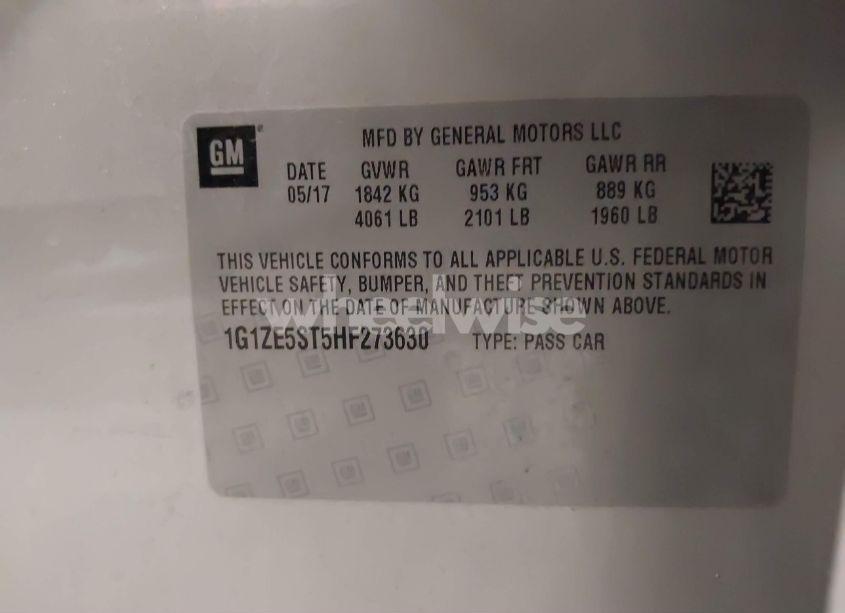 GM
MFD BY GENERAL MOTORS LLC
DATE GVWR GAWR FRT GAWR RR
05/17 1842 KG 953 KG 889 KG
4061 LB 2101 LB 1960 LB
THIS VEHICLE CONFORMS TO ALL APPLICABLE U.S. FEDERAL MOTOR
VEHICLE SAFETY, BUMPER, AND THEFT PREVENTION STANDARDS IN
EFFECT ON THE DATE OF MANUFACTURE SHOWN ABOVE.
wheelwise
1G1ZE5ST5HF273630 TYPE: PASS CAR